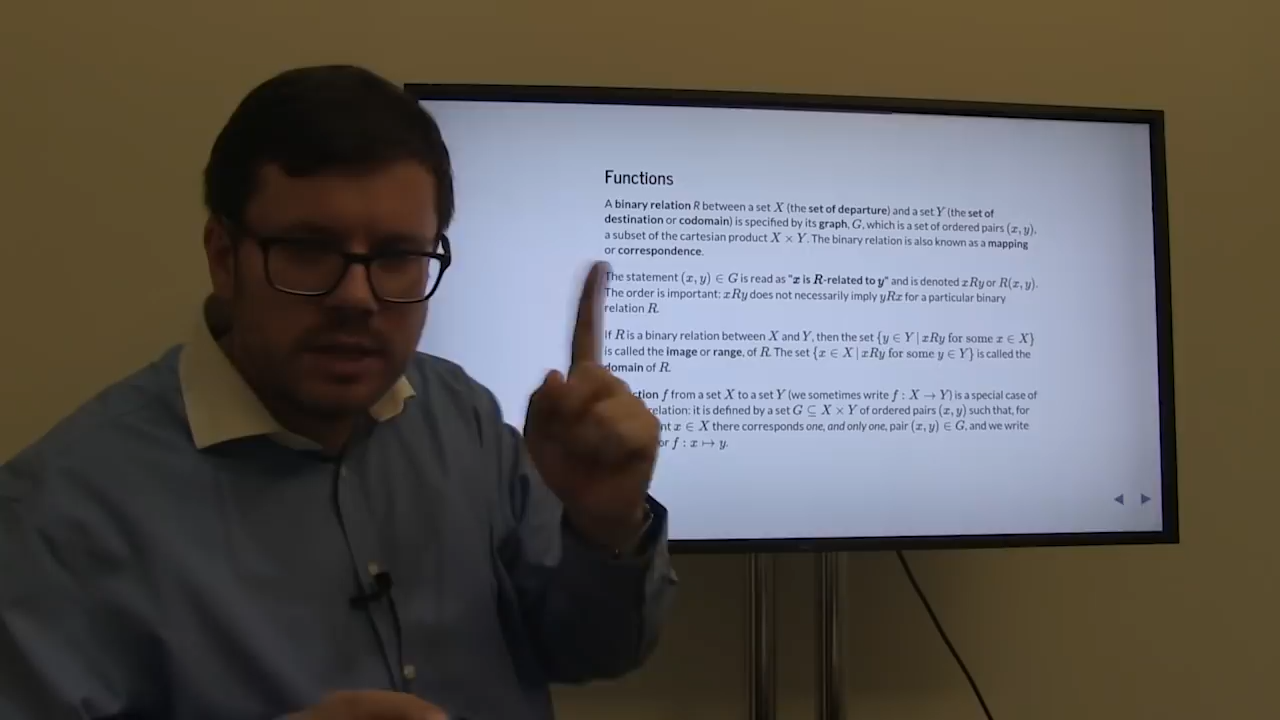 Functions
A binary relation R between a set X (the set of departure) and a set Y (the set of
destination or codomain) is specified by its graph, G, which is a set of ordered pairs (x, y),
a subset of the cartesian product X × Y. The binary relation is also known as a mapping
or correspondence.
The statement (x, y) ∈ G is read as "x is R-related to y" and is denoted xRy or R(x, y).
The order is important: xRy does not necessarily imply yRx for a particular binary
relation R.
If R is a binary relation between X and Y, then the set {y ∈ Y | xRy for some x ∈ X}
is called the image or range, of R. The set {x ∈ X | xRy for some y ∈ Y} is called the
domain of R.
ction f from a set X to a set Y (we sometimes write f : X → Y) is a special case of
relation: it is defined by a set G ⊆ X × Y of ordered pairs (x, y) such that, for
nt x ∈ X there corresponds one, and only one, pair (x, y) ∈ G, and we write
or f : x ↦ y.